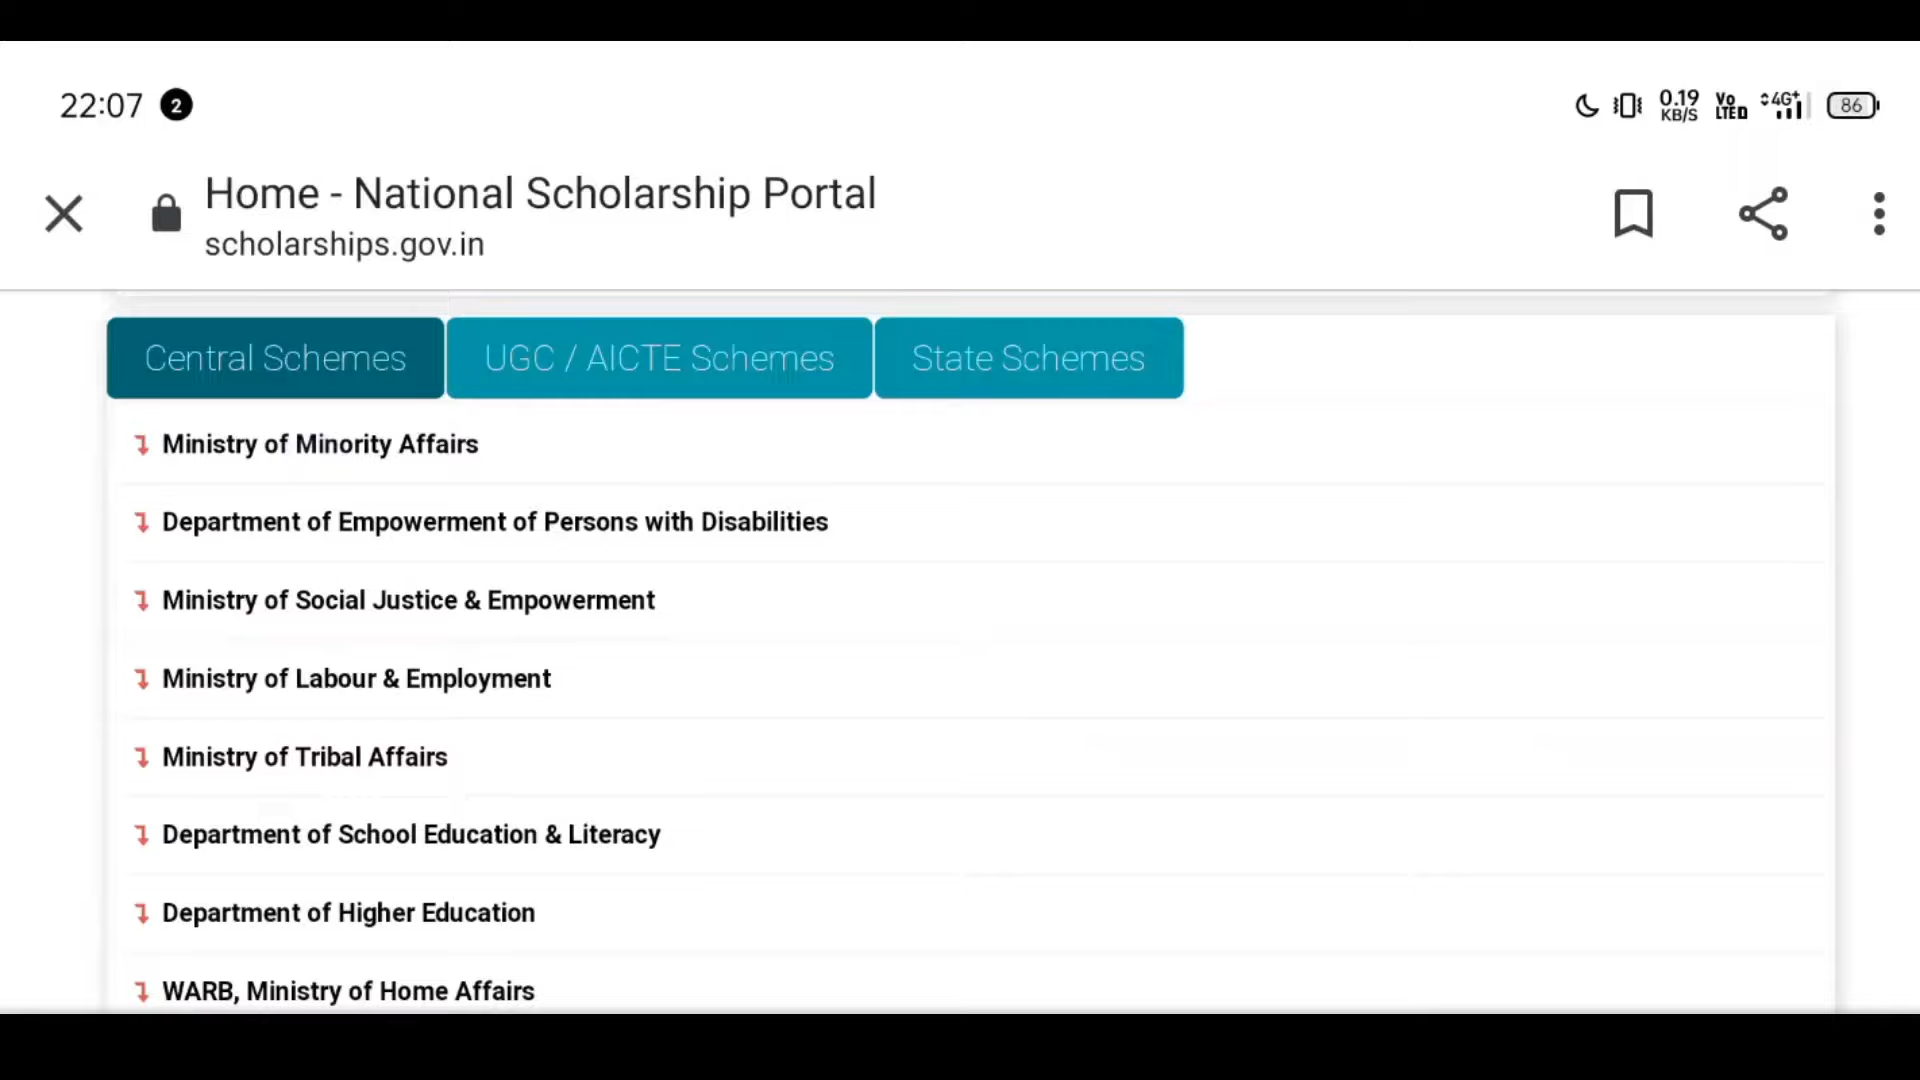 22:07 2
0.19 KB/S Vo LTE D 4G+ 86
Home - National Scholarship Portal
scholarships.gov.in
Central Schemes UGC / AICTE Schemes State Schemes
Ministry of Minority Affairs
Department of Empowerment of Persons with Disabilities
Ministry of Social Justice & Empowerment
Ministry of Labour & Employment
Ministry of Tribal Affairs
Department of School Education & Literacy
Department of Higher Education
WARB, Ministry of Home Affairs